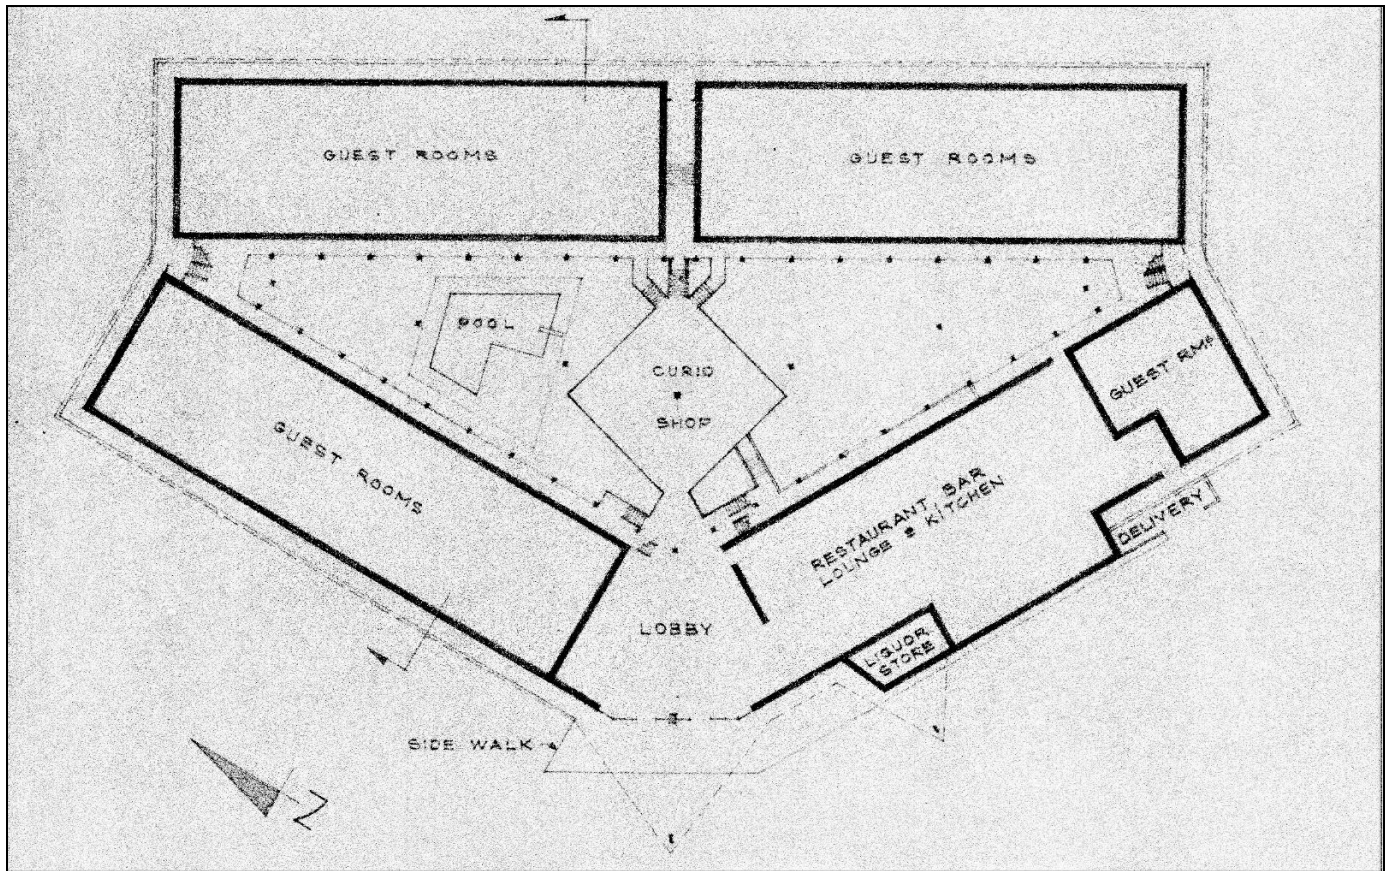 GUEST ROOMS
GUEST ROOMS
POOL
CURIO
SHOP
GUEST RMS
GUEST ROOMS
RESTAURANT, BAR
LOUNGE & KITCHEN
DELIVERY
LOBBY
LIQUOR
STORE
SIDE WALK
N